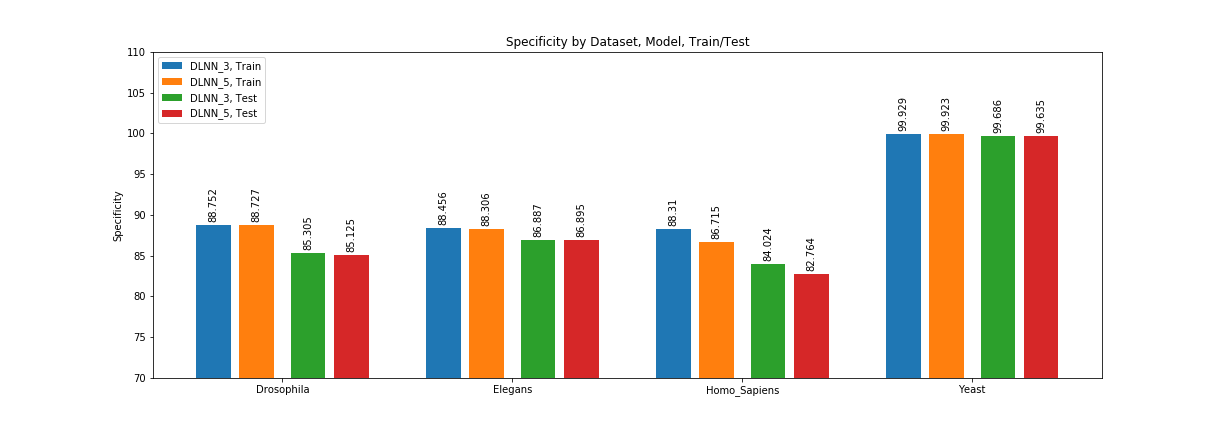 Specificity by Dataset, Model, Train/Test
110
105
100
95
90
85
80
75
70
Specificity
DLNN_3, Train
DLNN_5, Train
DLNN_3, Test
DLNN_5, Test
88.752
88.727
85.305
85.125
88.456
88.306
86.887
86.895
88.31
86.715
84.024
82.764
99.929
99.923
99.686
99.635
Drosophila
Elegans
Homo_Sapiens
Yeast